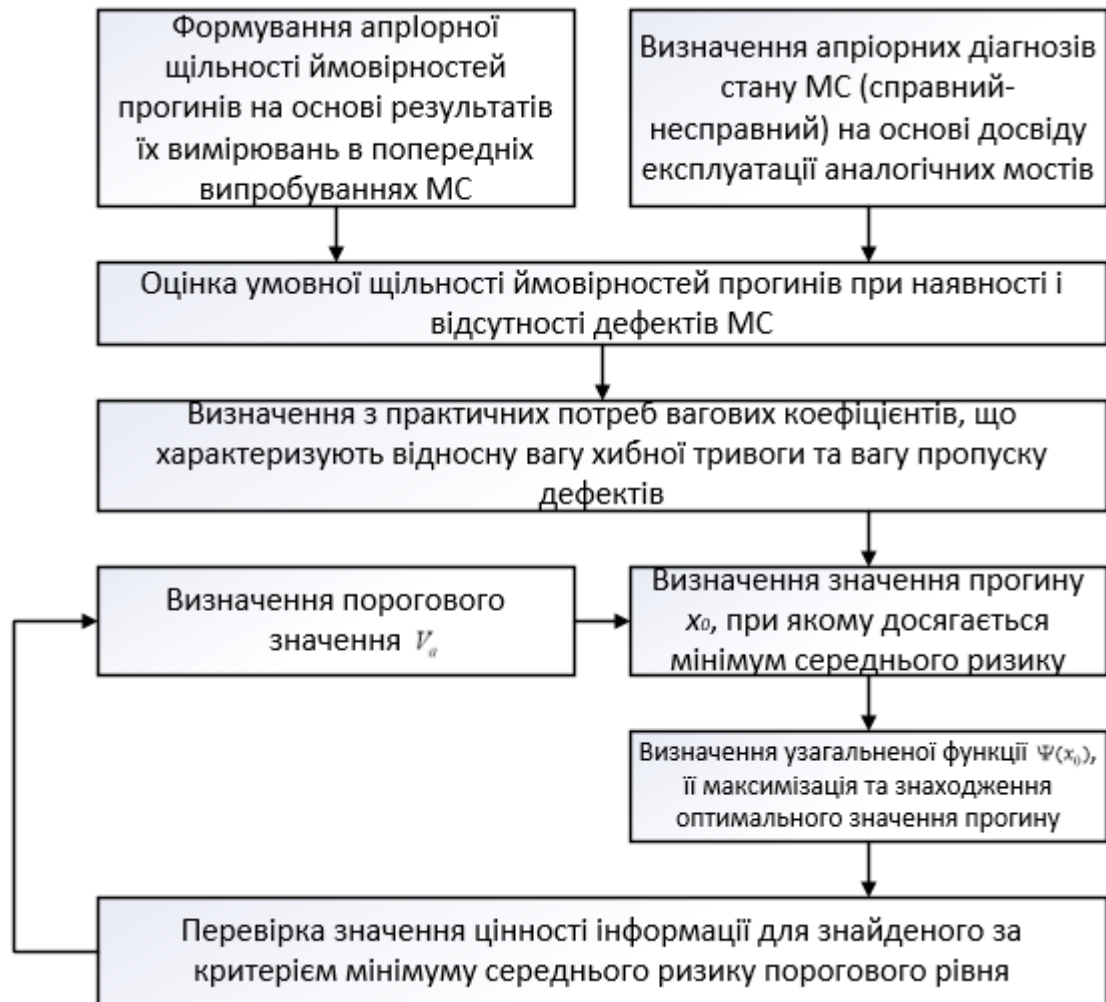 Формування апрІорної
щільності ймовірностей
прогинів на основі результатів
їх вимірювань в попередніх
випробуваннях МС
Визначення апріорних діагнозів
стану МС (справний-
несправний) на основі досвіду
експлуатації аналогічних мостів
Оцінка умовної щільності ймовірностей прогинів при наявності і
відсутності дефектів МС
Визначення з практичних потреб вагових коефіцієнтів, що
характеризують відносну вагу хибної тривоги та вагу пропуску
дефектів
Визначення порогового
значення Vₐ
Визначення значення прогину
x₀, при якому досягається
мінімум середнього ризику
Визначення узагальненої функції Ψ(x₀),
її максимізація та знаходження
оптимального значення прогину
Перевірка значення цінності інформації для знайденого за
критерієм мінімуму середнього ризику порогового рівня